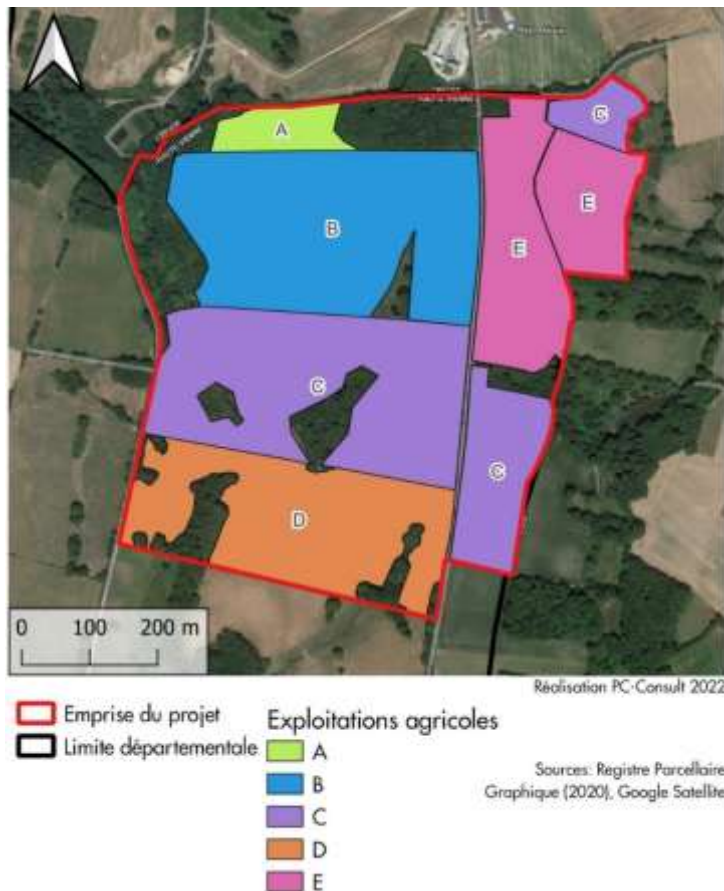 A
B
C
C
C
D
E
E
0 100 200 m
Réalisation PC-Consult 2022
Emprise du projet
Limite départementale
Exploitations agricoles
A
B
C
D
E
Sources: Registre Parcellaire
Graphique (2020), Google Satellite